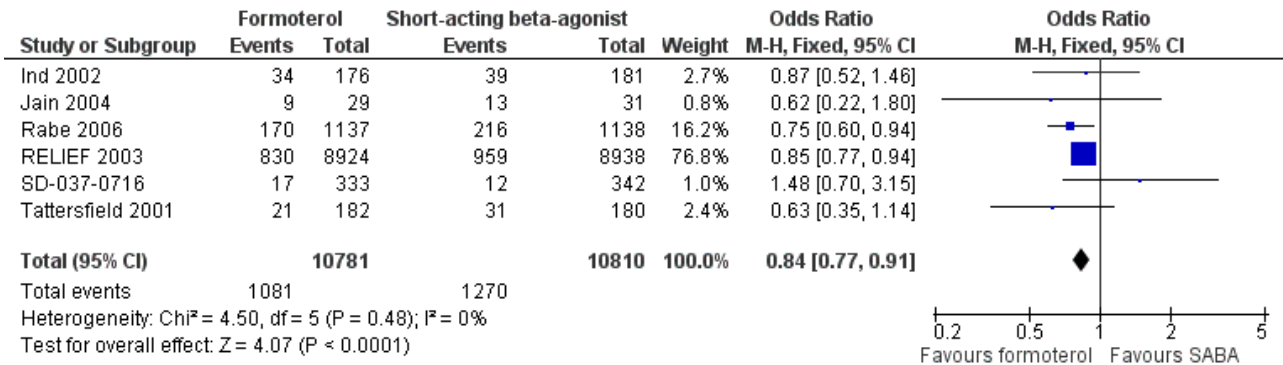 Formoterol Short-acting beta-agonist Odds Ratio Odds Ratio
Study or Subgroup Events Total Events Total Weight M-H, Fixed, 95% CI M-H, Fixed, 95% CI
Ind 2002 34 176 39 181 2.7% 0.87 [0.52, 1.46]
Jain 2004 9 29 13 31 0.8% 0.62 [0.22, 1.80]
Rabe 2006 170 1137 216 1138 16.2% 0.75 [0.60, 0.94]
RELIEF 2003 830 8924 959 8938 76.8% 0.85 [0.77, 0.94]
SD-037-0716 17 333 12 342 1.0% 1.48 [0.70, 3.15]
Tattersfield 2001 21 182 31 180 2.4% 0.63 [0.35, 1.14]
Total (95% CI) 10781 10810 100.0% 0.84 [0.77, 0.91]
Total events 1081 1270
Heterogeneity: Chi² = 4.50, df = 5 (P = 0.48); I² = 0%
Test for overall effect: Z = 4.07 (P < 0.0001)
0.2 0.5 1 2 5
Favours formoterol Favours SABA